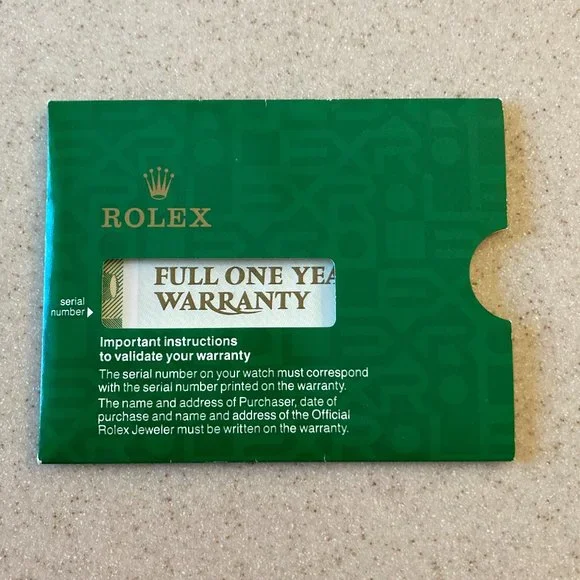 ROLEX
FULL ONE YEA
WARRANTY
serial
number
Important instructions
to validate your warranty
The serial number on your watch must correspond
with the serial number printed on the warranty.
The name and address of Purchaser, date of
purchase and name and address of the Official
Rolex Jeweler must be written on the warranty.